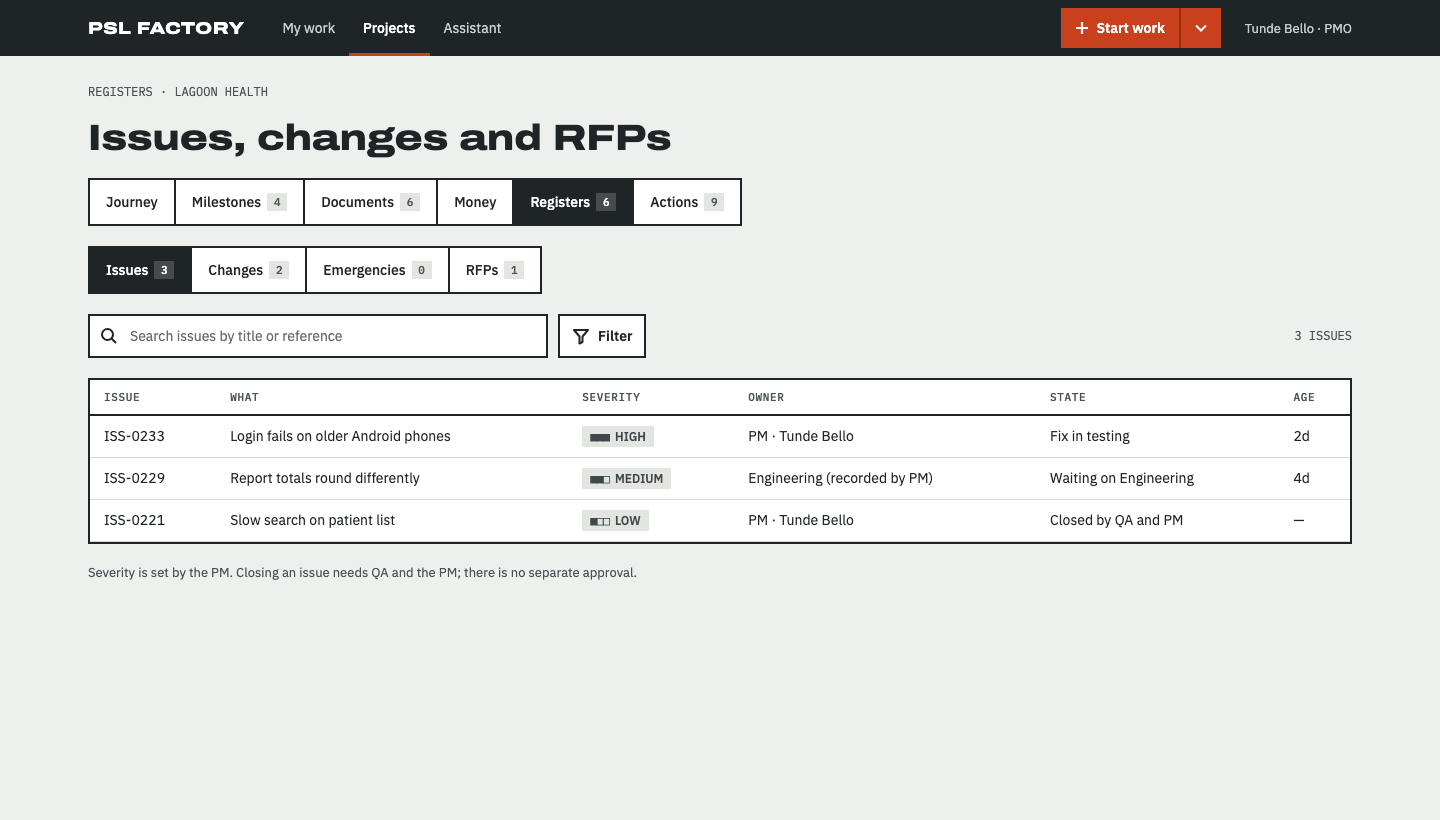 PSL FACTORY My work Projects Assistant + Start work Tunde Bello · PMO
REGISTERS · LAGOON HEALTH
Issues, changes and RFPs
Journey Milestones 4 Documents 6 Money Registers 6 Actions 9
Issues 3 Changes 2 Emergencies 0 RFPs 1
Search issues by title or reference Filter 3 ISSUES
ISSUE WHAT SEVERITY OWNER STATE AGE
ISS-0233 Login fails on older Android phones HIGH PM · Tunde Bello Fix in testing 2d
ISS-0229 Report totals round differently MEDIUM Engineering (recorded by PM) Waiting on Engineering 4d
ISS-0221 Slow search on patient list LOW PM · Tunde Bello Closed by QA and PM —
Severity is set by the PM. Closing an issue needs QA and the PM; there is no separate approval.